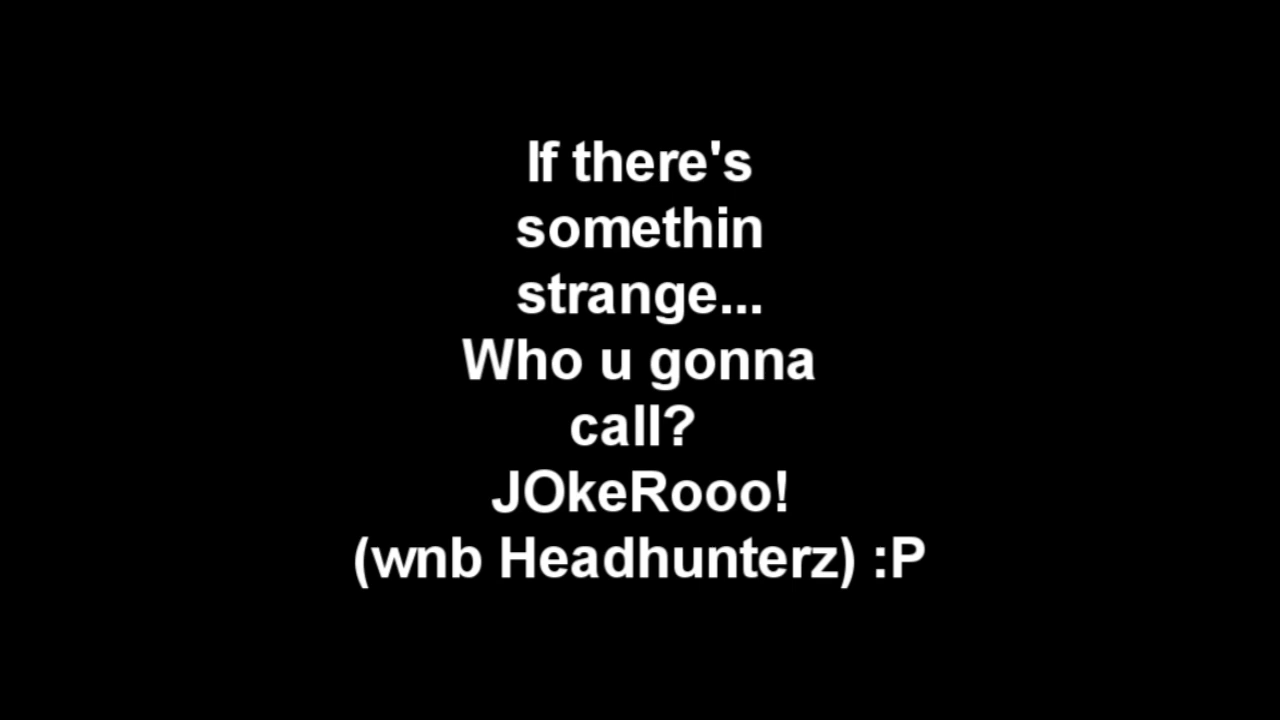 If there's
somethin
strange...
Who u gonna
call?
JOkeRooo!
(wnb Headhunterz) :P